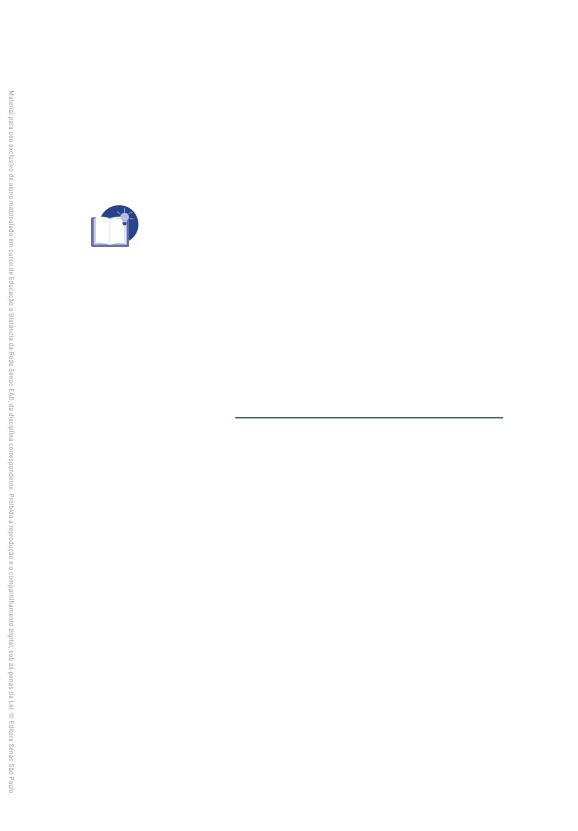 Material para uso exclusivo de aluno matriculado em curso de Educação a Distância da Rede Senac EAD, da disciplina correspondente. Proibida a reprodução e o compartilhamento digital, sob as penas da Lei. © Editora Senac São Paulo.